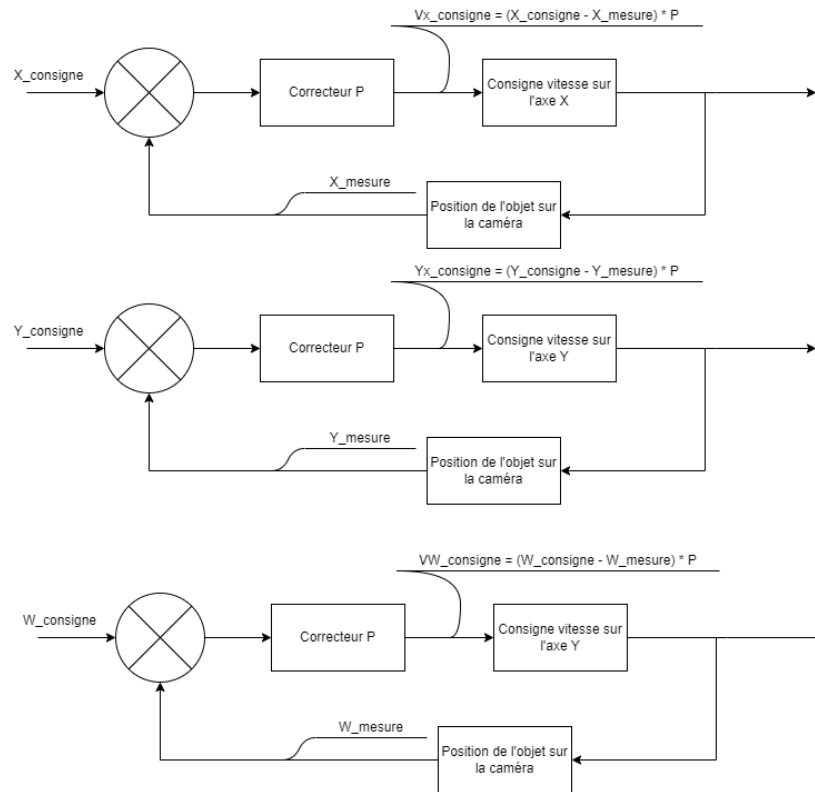 Vx_consigne = (X_consigne - X_mesure) * P
X_consigne
Correcteur P
Consigne vitesse sur
l'axe X
X_mesure
Position de l'objet sur
la caméra
Yx_consigne = (Y_consigne - Y_mesure) * P
Y_consigne
Correcteur P
Consigne vitesse sur
l'axe Y
Y_mesure
Position de l'objet sur
la caméra
VW_consigne = (W_consigne - W_mesure) * P
W_consigne
Correcteur P
Consigne vitesse sur
l'axe Y
W_mesure
Position de l'objet sur
la caméra